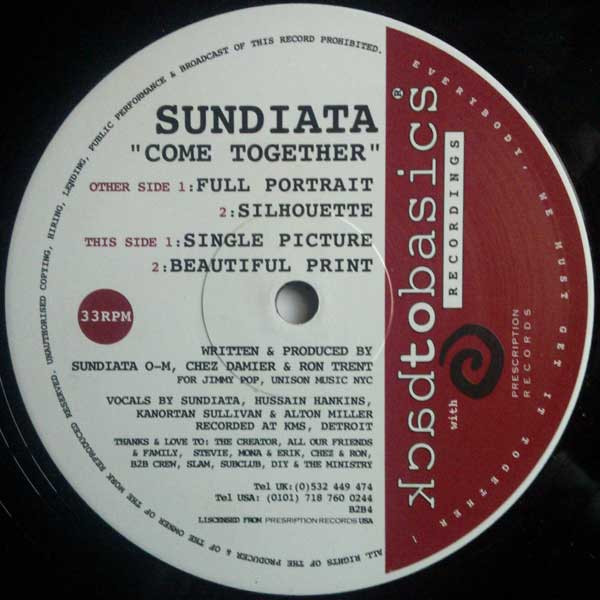 SUNDIATA
"COME TOGETHER"
OTHER SIDE 1:FULL PORTRAIT
2:SILHOUETTE
THIS SIDE 1:SINGLE PICTURE
2:BEAUTIFUL PRINT
33RPM
WRITTEN & PRODUCED BY
SUNDIATA O-M, CHEZ DAMIER & RON TRENT
FOR JIMMY POP, UNISON MUSIC NYC
VOCALS BY SUNDIATA, HUSSAIN HANKINS,
KANORTAN SULLIVAN & ALTON MILLER
RECORDED AT KMS, DETROIT
THANKS & LOVE TO: THE CREATOR, ALL OUR FRIENDS
& FAMILY, STEVIE, MONA & ERIK, CHEZ & RON,
B2B CREW, SLAM, SUBCLUB, DIY & THE MINISTRY
Tel UK:(0)532 449 474
Tel USA: (0101) 718 760 0244
B2B4
LISCENSED FROM PRESRIPTION RECORDS USA
ALL RIGHTS OF THE PRODUCER & OF THE OWNER OF THE WORK REPRODUCED RESERVED. UNAUTHORISED COPYING, HIRING, LENDING, PUBLIC PERFORMANCE & BROADCAST OF THIS RECORD PROHIBITED.
backtobasics®
RECORDINGS
with
PRESCRIPTION
RECORDS
EVERYBODY, WE MUST GET IT TOGETHER!